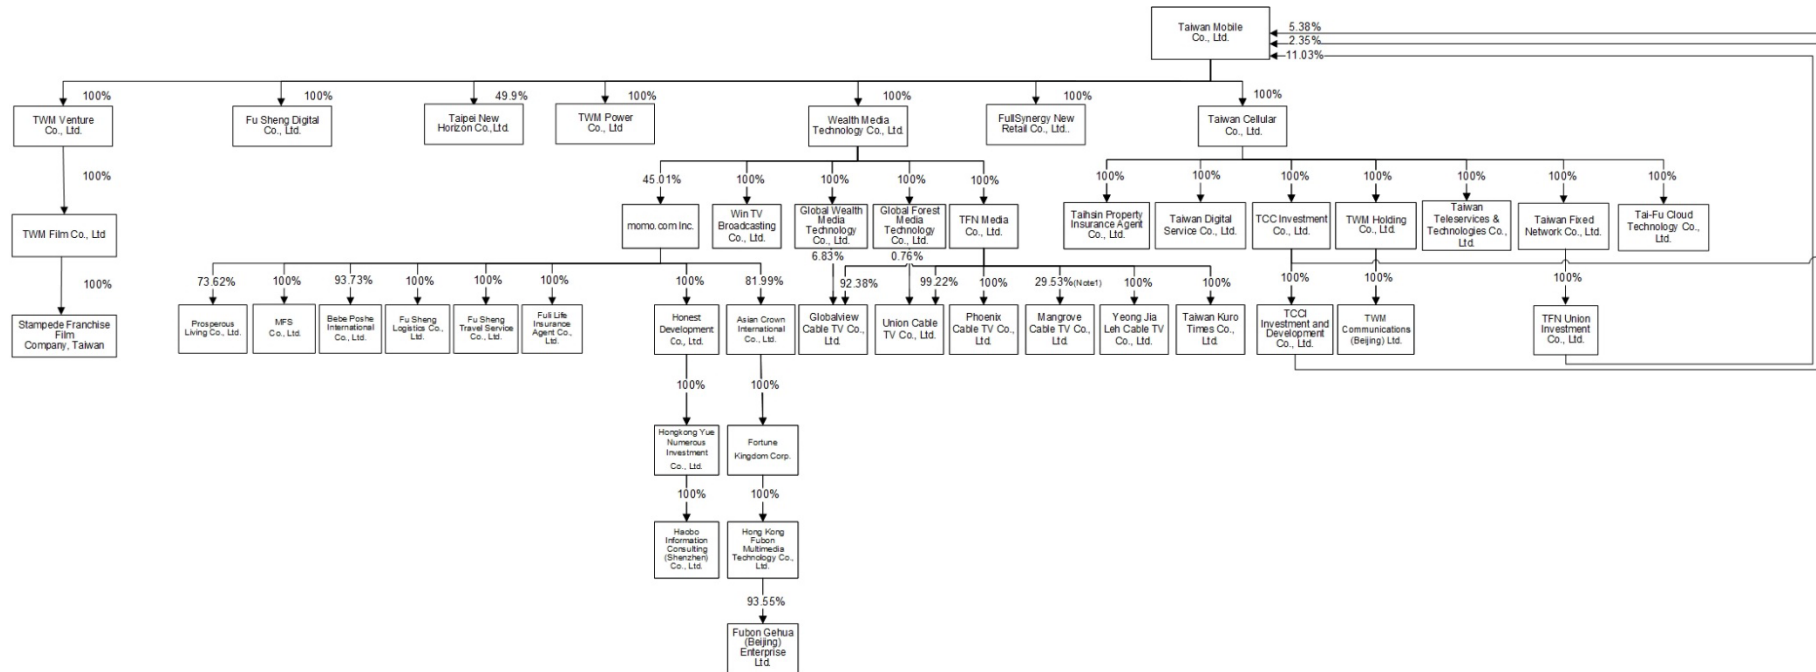 Taiwan Mobile
Co., Ltd.
5.38%
2.35%
11.03%
100%
100%
49.9%
100%
100%
100%
100%
TWM Venture
Co., Ltd.
Fu Sheng Digital
Co., Ltd.
Taipei New
Horizon Co.,Ltd.
TWM Power
Co., Ltd
Wealth Media
Technology Co., Ltd.
FullSynergy New
Retail Co., Ltd..
Taiwan Cellular
Co., Ltd.
100%
45.01%
100%
100%
100%
100%
100%
100%
100%
100%
100%
100%
100%
TWM Film Co., Ltd
momo.com Inc.
Win TV
Broadcasting
Co., Ltd.
Global Wealth
Media
Technology
Co., Ltd.
Global Forest
Media
Technology
Co., Ltd.
TFN Media
Co., Ltd.
Taihsin Property
Insurance Agent
Co., Ltd.
Taiwan Digital
Service Co., Ltd.
TCC Investment
Co., Ltd.
TWM Holding
Co., Ltd.
Taiwan
Teleservices &
Technologies Co.,
Ltd.
Taiwan Fixed
Network Co., Ltd.
Tai-Fu Cloud
Technology Co.,
Ltd.
6.83%
0.76%
100%
73.62%
100%
93.73%
100%
100%
100%
100%
81.99%
92.38%
99.22%
100%
29.53%(Note1)
100%
100%
100%
100%
100%
Stampede Franchise
Film
Company, Taiwan
Prosperous
Living Co., Ltd.
MFS
Co., Ltd.
Bebe Poshe
International
Co., Ltd.
Fu Sheng
Logistics Co.,
Ltd.
Fu Sheng
Travel Service
Co., Ltd.
Fuli Life
Insurance
Agent Co.,
Ltd.
Honest
Development
Co., Ltd.
Asian Crown
International
Co., Ltd.
Globalview
Cable TV Co.,
Ltd.
Union Cable
TV Co., Ltd.
Phoenix
Cable TV Co.,
Ltd.
Mangrove
Cable TV Co.,
Ltd.
Yeong Jia
Leh Cable TV
Co., Ltd.
Taiwan Kuro
Times Co.,
Ltd.
TCCI
Investment and
Development
Co., Ltd.
TWM
Communications
(Beijing) Ltd.
TFN Union
Investment
Co., Ltd.
100%
100%
Hongkong Yue
Numerous
Investment
Co., Ltd.
Fortune
Kingdom Corp.
100%
100%
Haobo
Information
Consulting
(Shenzhen)
Co., Ltd.
Hong Kong
Fubon
Multimedia
Technology Co.,
Ltd.
93.55%
Fubon Gehua
(Beijing)
Enterprise
Ltd.